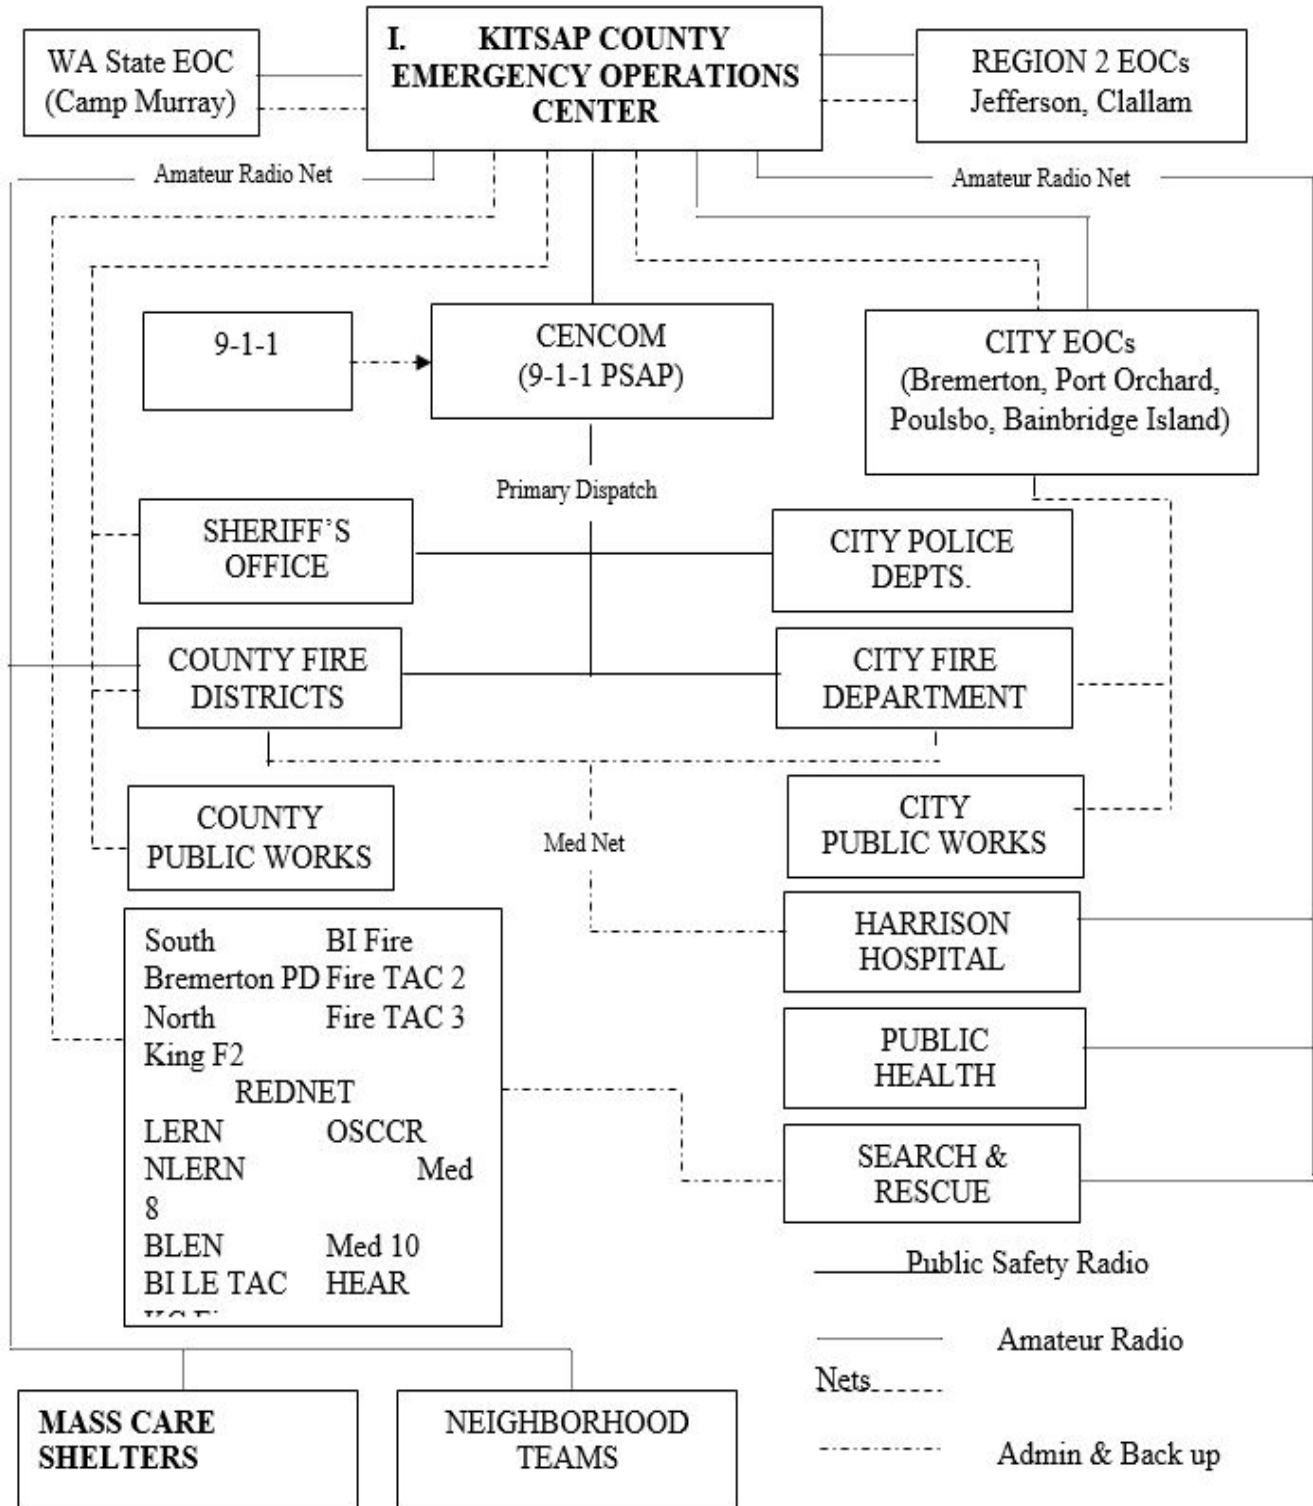 WA State EOC
(Camp Murray)
I. KITSAP COUNTY
EMERGENCY OPERATIONS
CENTER
REGION 2 EOCs
Jefferson, Clallam
Amateur Radio Net
Amateur Radio Net
9-1-1
CENCOM
(9-1-1 PSAP)
CITY EOCs
(Bremerton, Port Orchard,
Poulsbo, Bainbridge Island)
Primary Dispatch
SHERIFF’S
OFFICE
CITY POLICE
DEPTS.
COUNTY FIRE
DISTRICTS
CITY FIRE
DEPARTMENT
COUNTY
PUBLIC WORKS
Med Net
CITY
PUBLIC WORKS
South BI Fire
Bremerton PD Fire TAC 2
North Fire TAC 3
King F2
REDNET
LERN OSCCR
NLERN Med
8
BLEN Med 10
BI LE TAC HEAR
HARRISON
HOSPITAL
PUBLIC
HEALTH
SEARCH &
RESCUE
Public Safety Radio
Amateur Radio
Nets
Admin & Back up
MASS CARE
SHELTERS
NEIGHBORHOOD
TEAMS